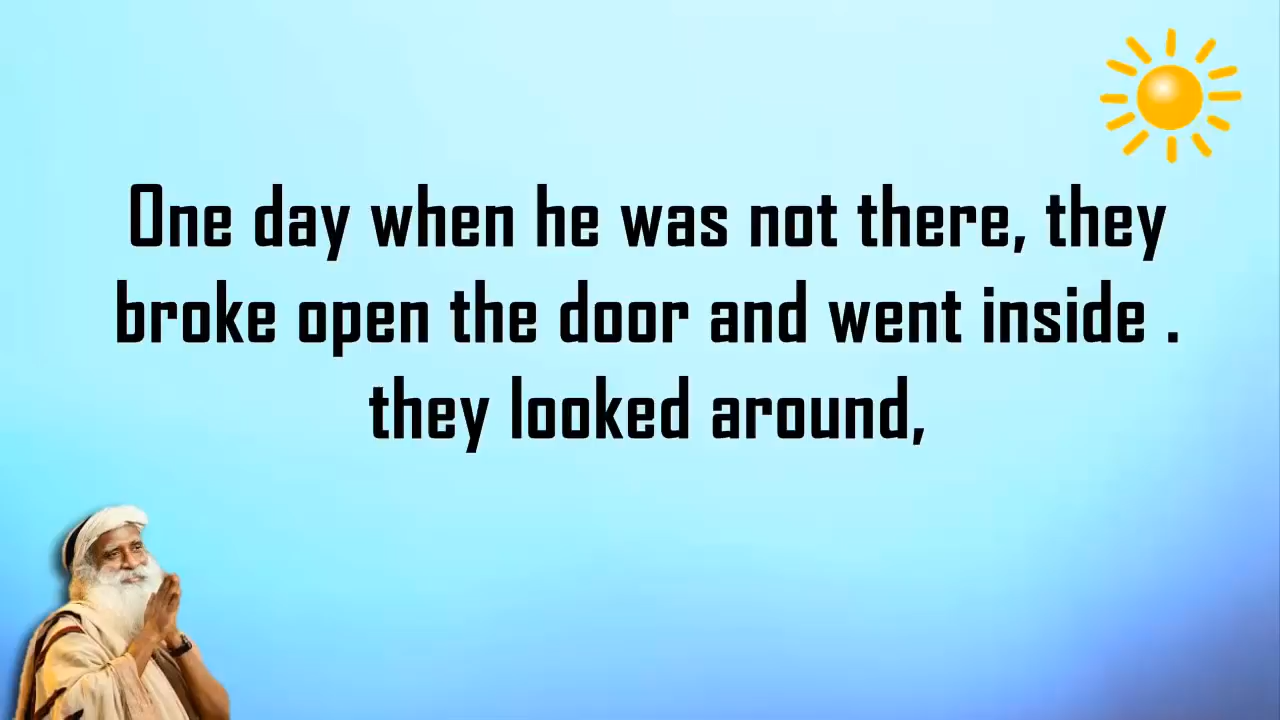 One day when he was not there, they
broke open the door and went inside .
they looked around,